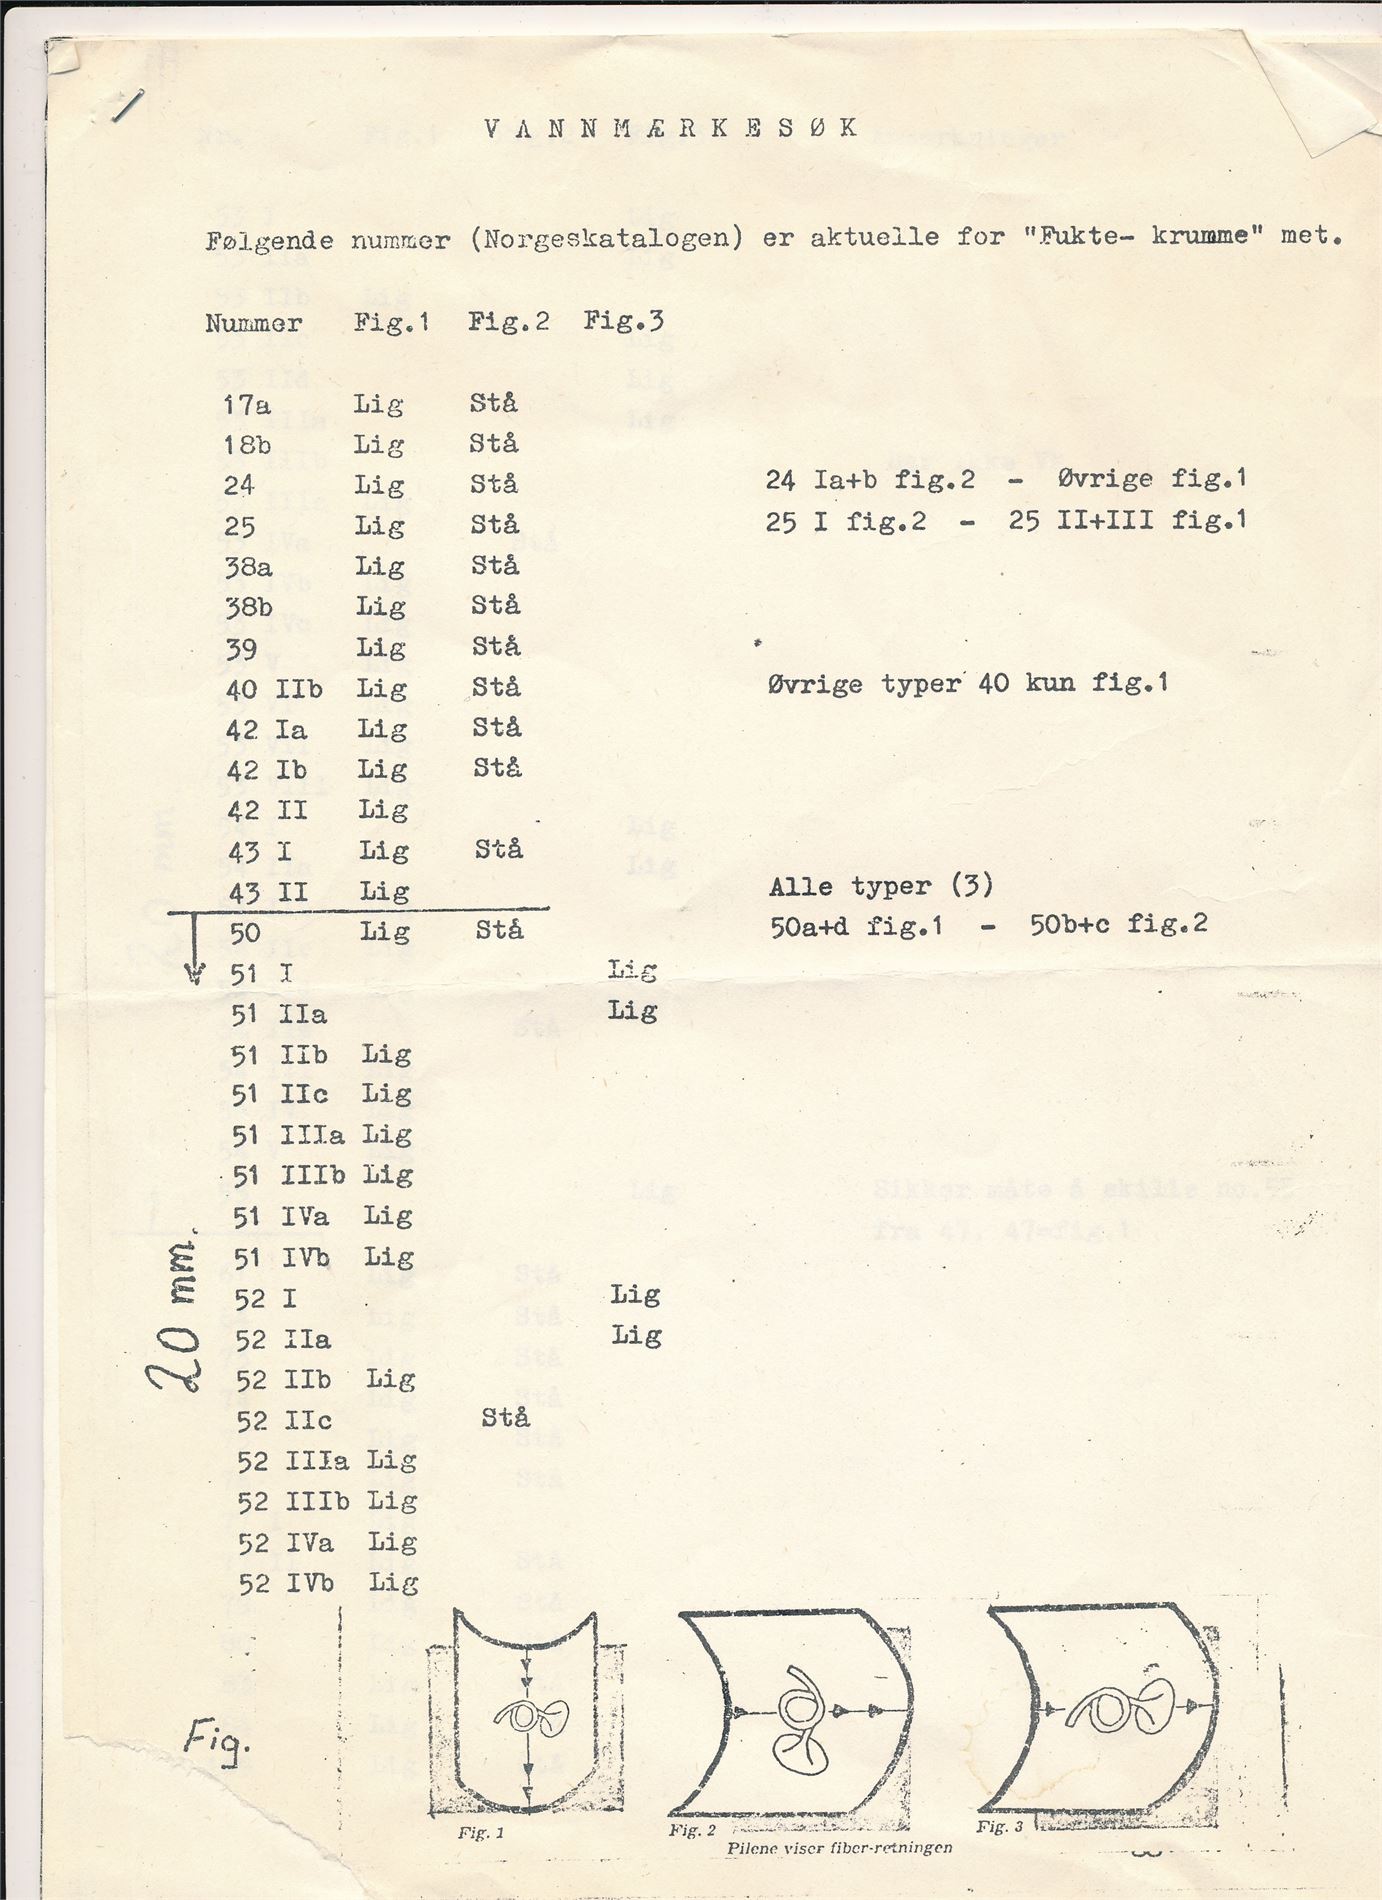 VANNMÆRKESØK
Følgende nummer (Norgeskatalogen) er aktuelle for "Fukte- krumme" met.
Nummer Fig.1 Fig.2 Fig.3
17a Lig Stå
18b Lig Stå
24 Lig Stå 24 Ia+b fig.2 - Øvrige fig.1
25 Lig Stå 25 I fig.2 - 25 II+III fig.1
38a Lig Stå
38b Lig Stå
39 Lig Stå
40 IIb Lig Stå Øvrige typer 40 kun fig.1
42 Ia Lig Stå
42 Ib Lig Stå
42 II Lig
43 I Lig Stå
43 II Lig Alle typer (3)
50 Lig Stå 50a+d fig.1 - 50b+c fig.2
51 I Lig
51 IIa Lig
51 IIb Lig
51 IIc Lig
51 IIIa Lig
51 IIIb Lig
51 IVa Lig
51 IVb Lig
52 I Lig
52 IIa Lig
52 IIb Lig
52 IIc Stå
52 IIIa Lig
52 IIIb Lig
52 IVa Lig
52 IVb Lig
20 mm.
Fig.
Fig. 1 Fig. 2 Fig. 3
Pilene viser fiber-retningen